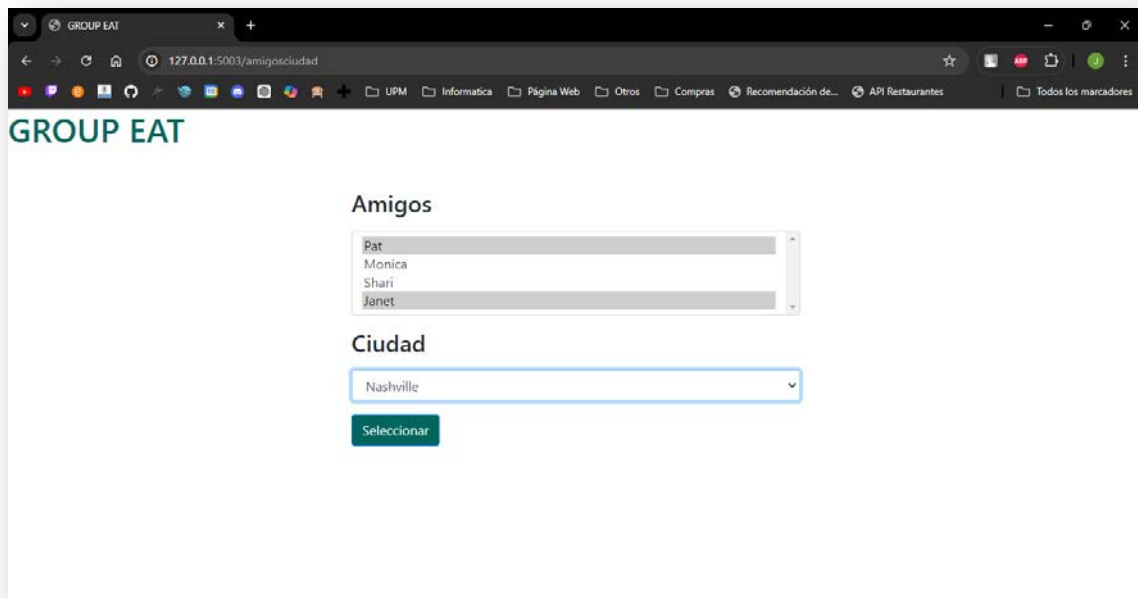 GROUP EAT
127.0.0.1:5003/amigosciudad
ABP
J
UPM Informatica Página Web Otros Compras Recomendación de... API Restaurantes Todos los marcadores
GROUP EAT
Amigos
Pat
Monica
Shari
Janet
Ciudad
Nashville
Seleccionar